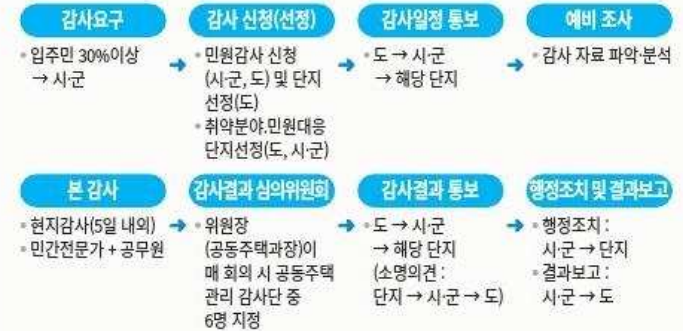 감사요구
감사 신청(선정)
감사일정 통보
예비 조사
◦ 입주민 30%이상
→ 시·군
◦ 민원감사 신청
(시·군, 도) 및 단지
선정(도)
◦ 취약분야.민원대응
단지선정(도, 시·군)
◦ 도 → 시·군
→ 해당 단지
◦ 감사 자료 파악·분석
본 감사
감사결과 심의위원회
감사결과 통보
행정조치 및 결과보고
◦ 현지감사(5일 내외)
◦ 민간전문가 + 공무원
◦ 위원장
(공동주택과장)이
매 회의 시 공동주택
관리 감사단 중
6명 지정
◦ 도 → 시·군
→ 해당 단지
(소명의견 :
단지 → 시·군 → 도)
◦ 행정조치 :
시·군 → 단지
◦ 결과보고 :
시·군 → 도